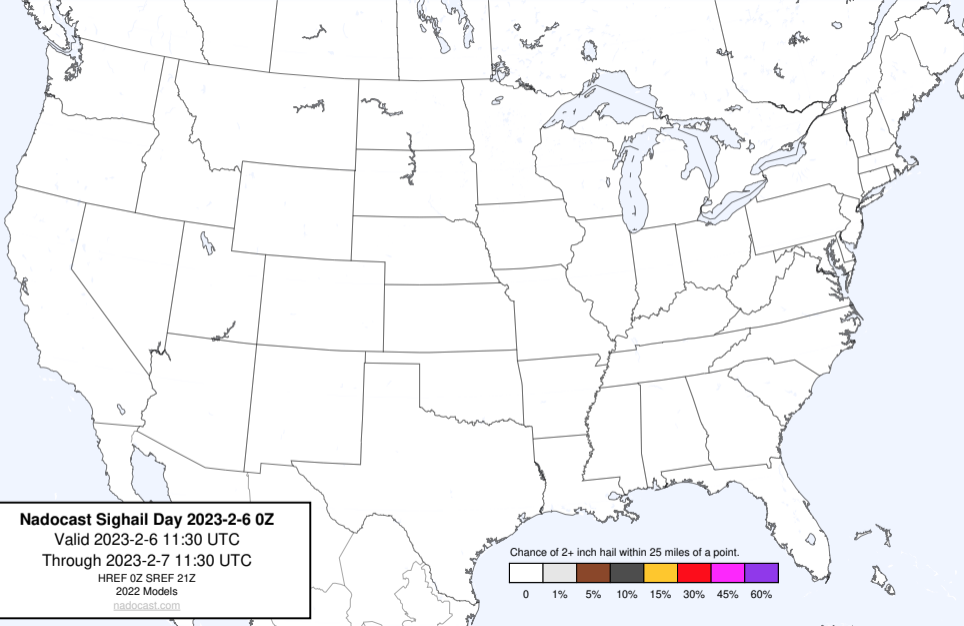 Nadocast Sighail Day 2023-2-6 0Z
Valid 2023-2-6 11:30 UTC
Through 2023-2-7 11:30 UTC
HREF 0Z SREF 21Z
2022 Models
nadocast.com
Chance of 2+ inch hail within 25 miles of a point.
0 1% 5% 10% 15% 30% 45% 60%